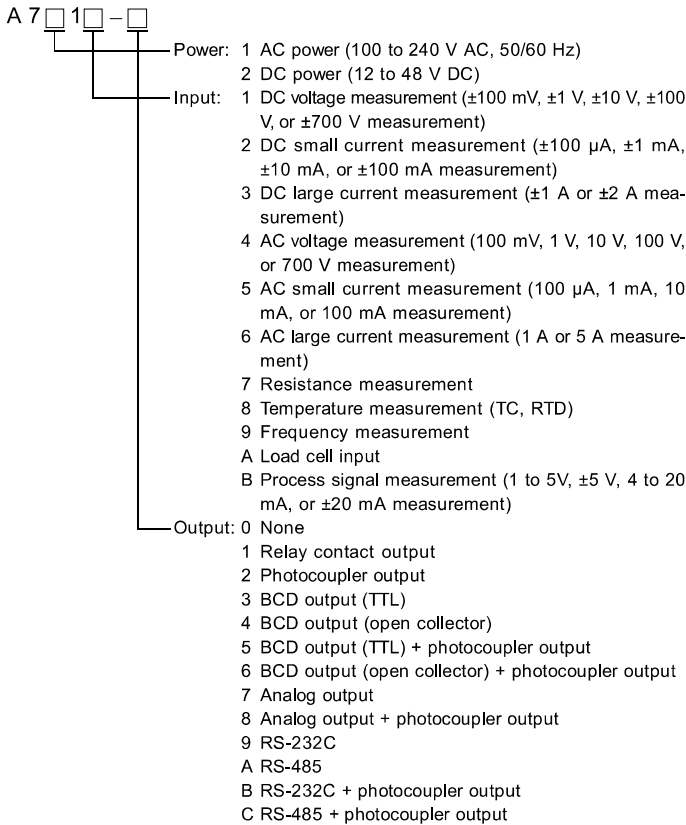 A 7 □ 1 □ – □
Power: 1 AC power (100 to 240 V AC, 50/60 Hz)
2 DC power (12 to 48 V DC)
Input: 1 DC voltage measurement (±100 mV, ±1 V, ±10 V, ±100
V, or ±700 V measurement)
2 DC small current measurement (±100 µA, ±1 mA,
±10 mA, or ±100 mA measurement)
3 DC large current measurement (±1 A or ±2 A mea-
surement)
4 AC voltage measurement (100 mV, 1 V, 10 V, 100 V,
or 700 V measurement)
5 AC small current measurement (100 µA, 1 mA, 10
mA, or 100 mA measurement)
6 AC large current measurement (1 A or 5 A measure-
ment)
7 Resistance measurement
8 Temperature measurement (TC, RTD)
9 Frequency measurement
A Load cell input
B Process signal measurement (1 to 5V, ±5 V, 4 to 20
mA, or ±20 mA measurement)
Output: 0 None
1 Relay contact output
2 Photocoupler output
3 BCD output (TTL)
4 BCD output (open collector)
5 BCD output (TTL) + photocoupler output
6 BCD output (open collector) + photocoupler output
7 Analog output
8 Analog output + photocoupler output
9 RS-232C
A RS-485
B RS-232C + photocoupler output
C RS-485 + photocoupler output